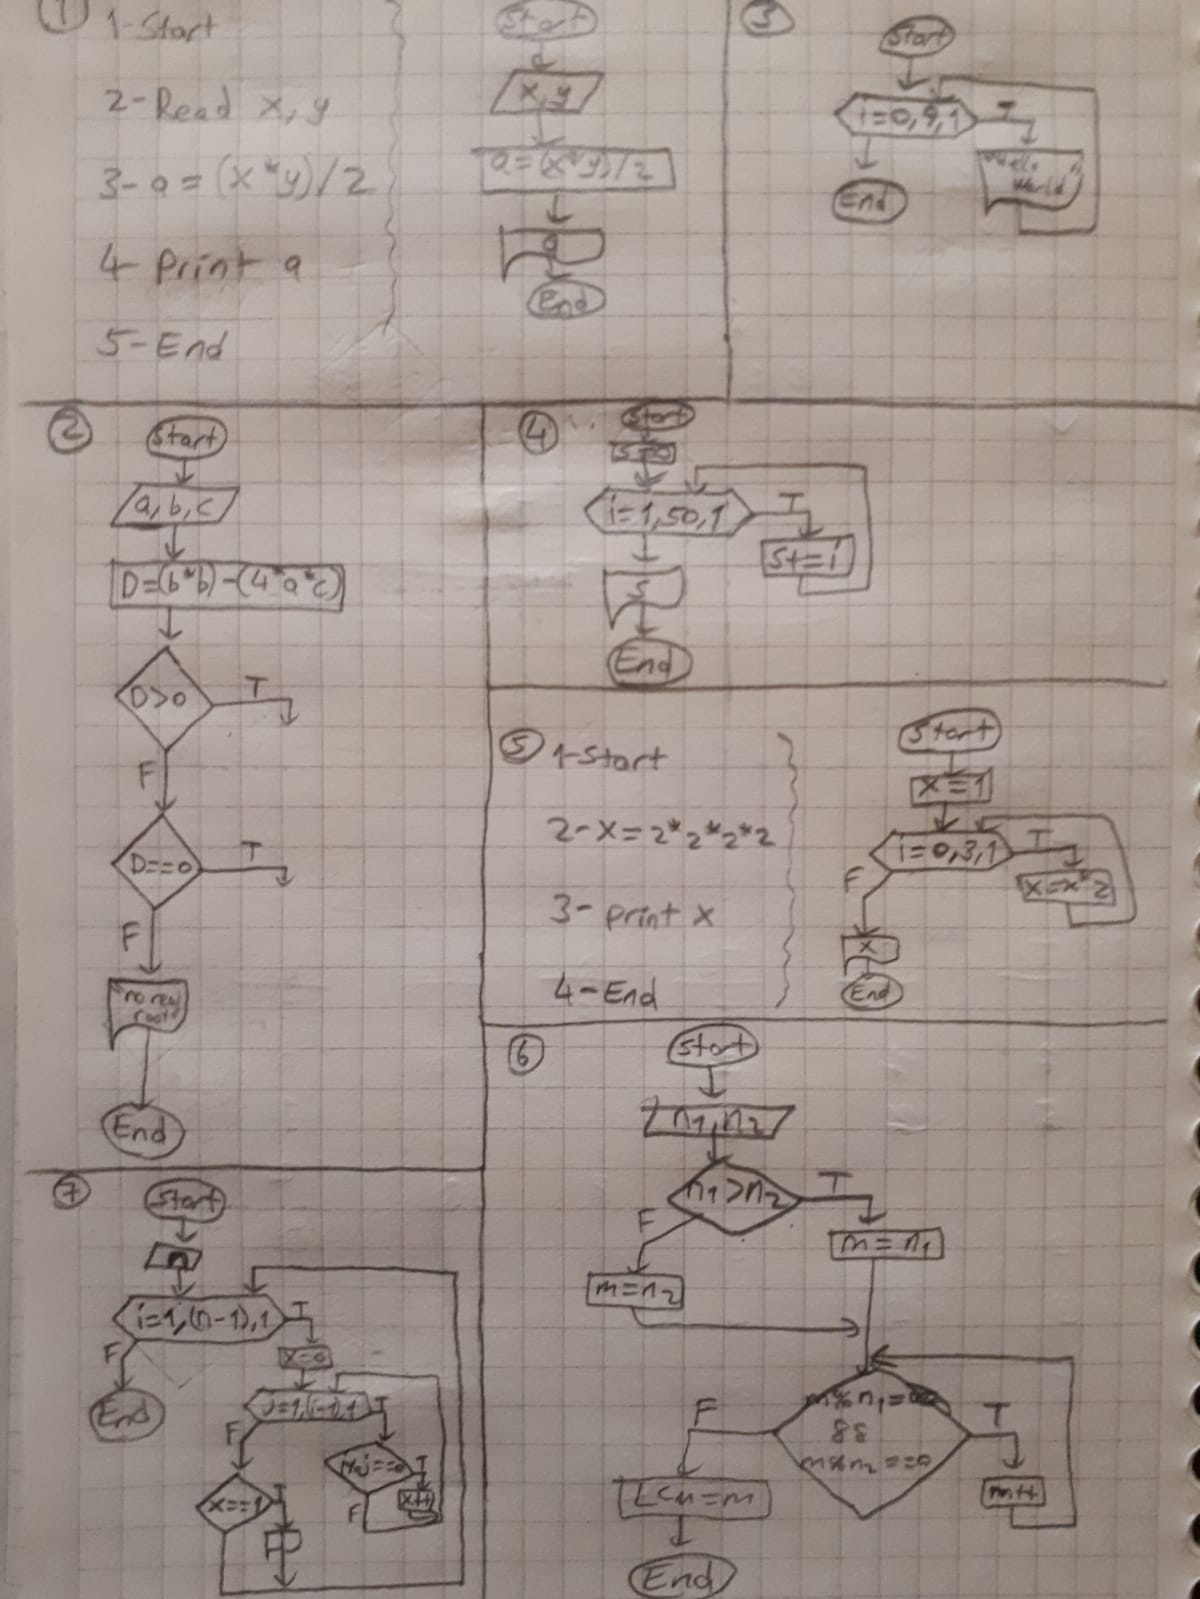 1
1-Start
2-Read x, y
3-a = (x*y)/2
4-Print a
5-End
Start
x, y
a=(x*y)/2
a
End
3
Start
i=0,9,1
T
"Hello
World"
End
2
Start
a, b, c
D=(b*b)-(4*a*c)
D>0
T
F
D==0
T
F
"no real
root"
End
4
Start
s=0
i=1,50,1
T
s+=i
s
End
5
1-Start
2-x=2*2*2*2
3-print x
4-End
Start
x=1
i=0,3,1
T
x=x*2
F
x
End
6
Start
n1, n2
n1>n2
T
F
m=n1
m=n2
m%n1==0
&&
m%n2==0
F
T
LCM=m
m++
End
7
Start
n
i=1,(n-1),1
T
F
End
x=0
j=1,(i-1),1
T
F
i%j==0
T
F
x++
x==1
T